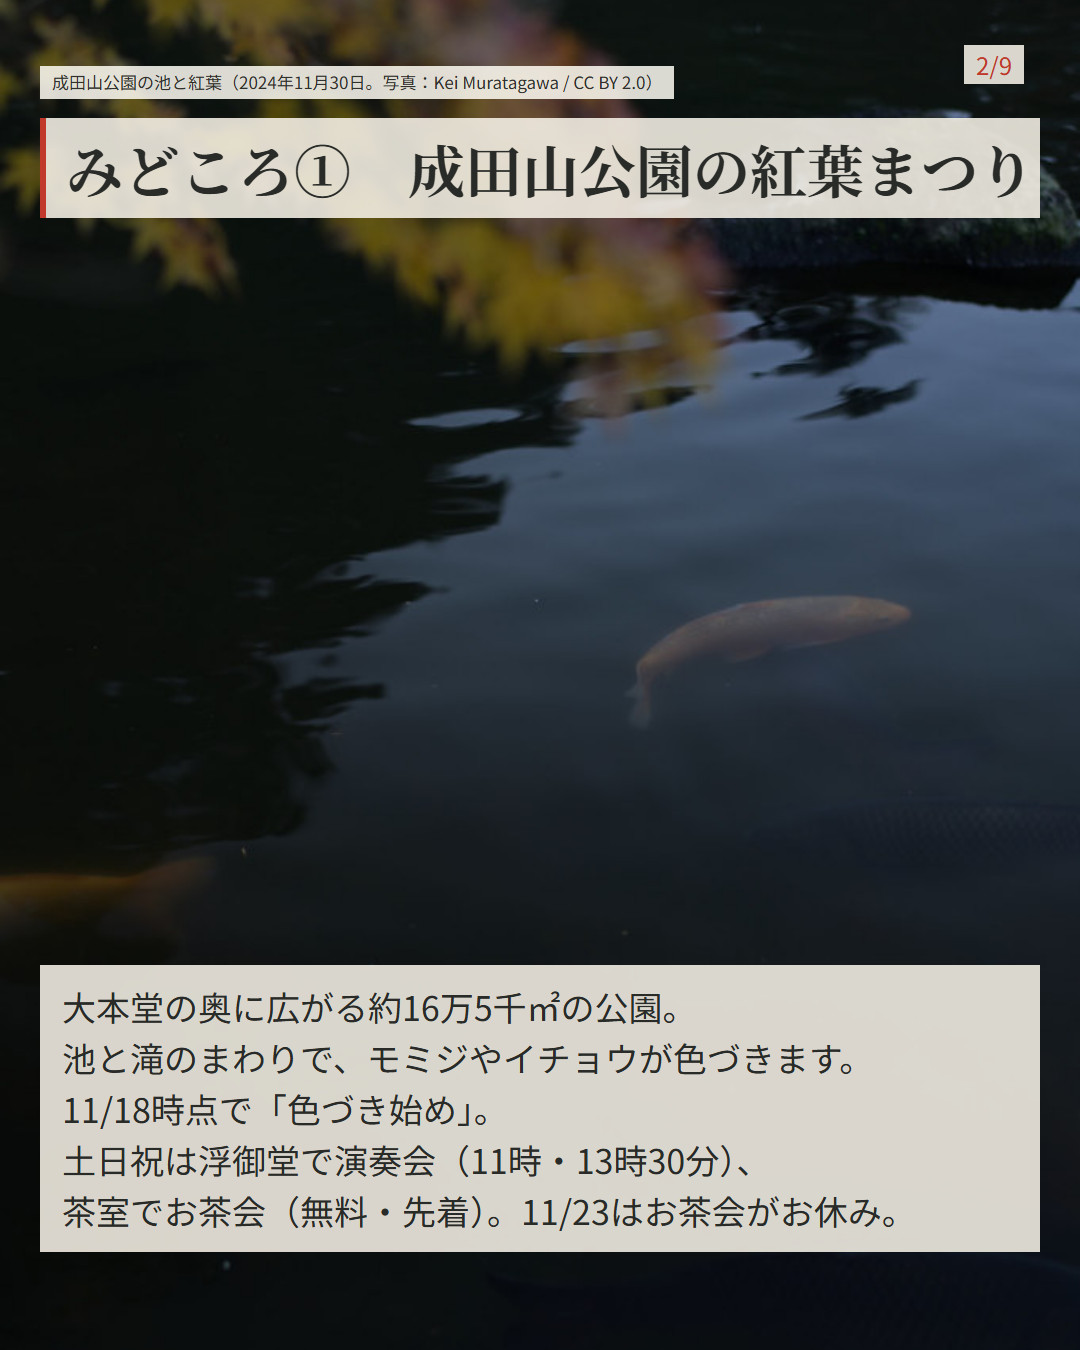 成田山公園の池と紅葉（2024年11月30日。写真：Kei Muratagawa / CC BY 2.0）
2/9
みどころ①　成田山公園の紅葉まつり
大本堂の奥に広がる約16万5千㎡の公園。
池と滝のまわりで、モミジやイチョウが色づきます。
11/18時点で「色づき始め」。
土日祝は浮御堂で演奏会（11時・13時30分）、
茶室でお茶会（無料・先着）。11/23はお茶会がお休み。